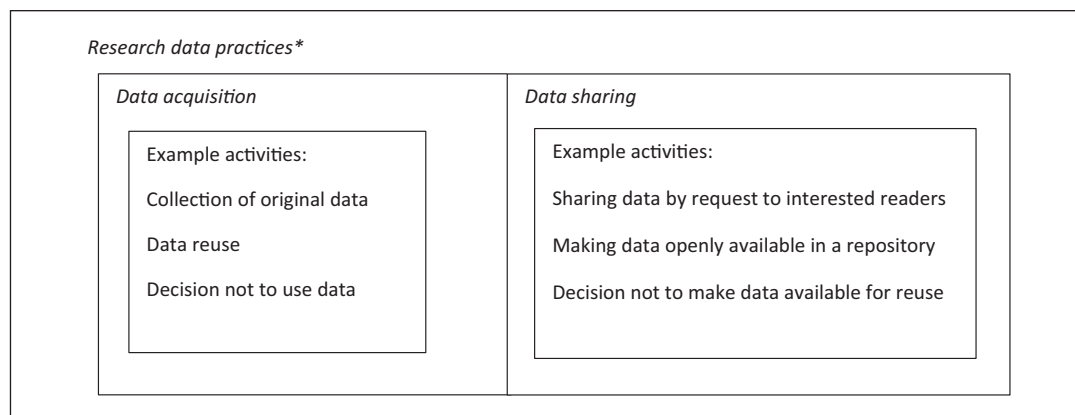 Research data practices*
Data acquisition
Example activities:
Collection of original data
Data reuse
Decision not to use data
Data sharing
Example activities:
Sharing data by request to interested readers
Making data openly available in a repository
Decision not to make data available for reuse